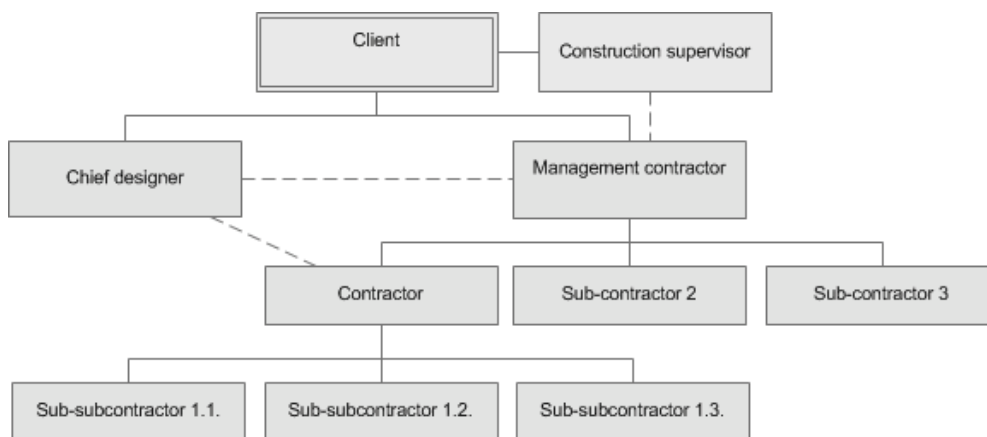 Client
Construction supervisor
Chief designer
Management contractor
Contractor
Sub-contractor 2
Sub-contractor 3
Sub-subcontractor 1.1.
Sub-subcontractor 1.2.
Sub-subcontractor 1.3.